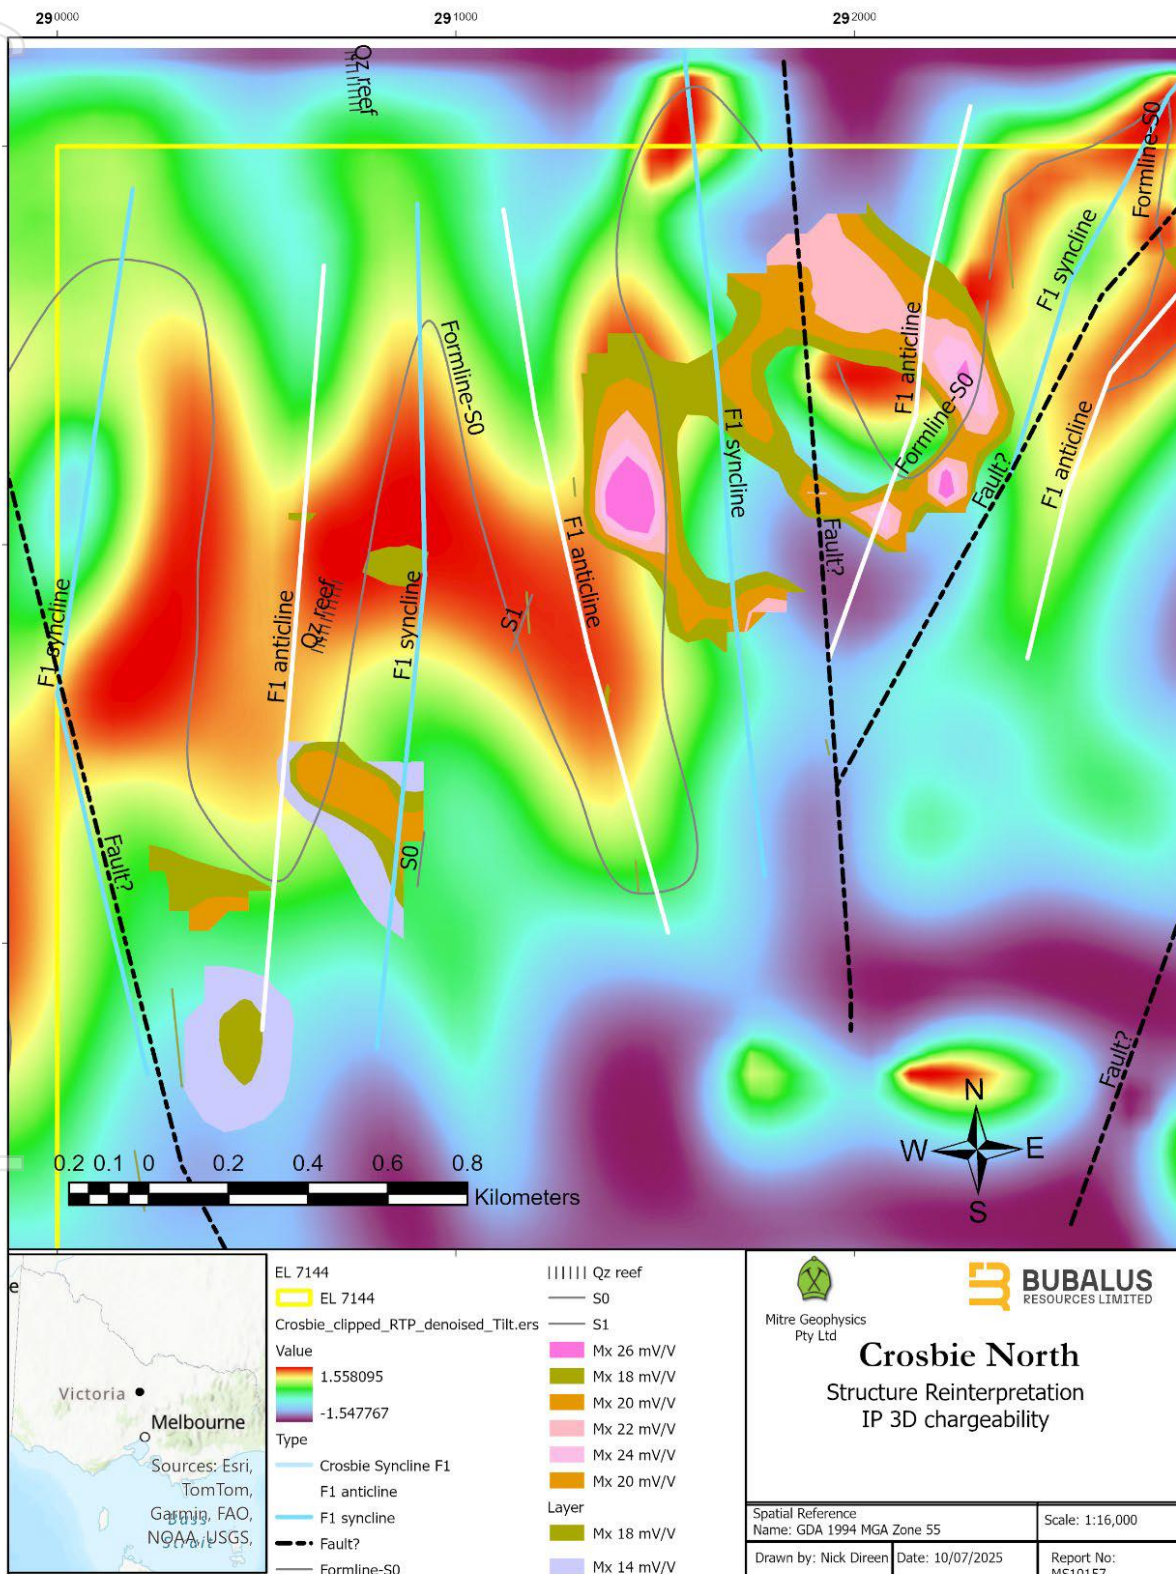 290000
291000
292000
Qz reef
Formline-S0
F1 syncline
Formline-S0
F1 anticline
Formline-S0
F1 syncline
F1 anticline
Fault?
F1 anticline
Fault?
F1 syncline
F1 anticline
Qz reef
F1 syncline
S1
S0
Fault?
Fault?
N
W E
S
0.2 0.1 0 0.2 0.4 0.6 0.8
Kilometers
e
Victoria
Melbourne
Sources: Esri,
TomTom,
Garmin, FAO,
NOAA, USGS,
Bass
Strait
EL 7144
EL 7144
Crosbie_clipped_RTP_denoised_Tilt.ers
Value
1.558095
-1.547767
Type
Crosbie Syncline F1
F1 anticline
F1 syncline
Fault?
Formline-S0
Qz reef
S0
S1
Mx 26 mV/V
Mx 18 mV/V
Mx 20 mV/V
Mx 22 mV/V
Mx 24 mV/V
Mx 20 mV/V
Layer
Mx 18 mV/V
Mx 14 mV/V
Mitre Geophysics
Pty Ltd
BUBALUS
RESOURCES LIMITED
Crosbie North
Structure Reinterpretation
IP 3D chargeability
Spatial Reference
Name: GDA 1994 MGA Zone 55
Scale: 1:16,000
Drawn by: Nick Direen
Date: 10/07/2025
Report No: